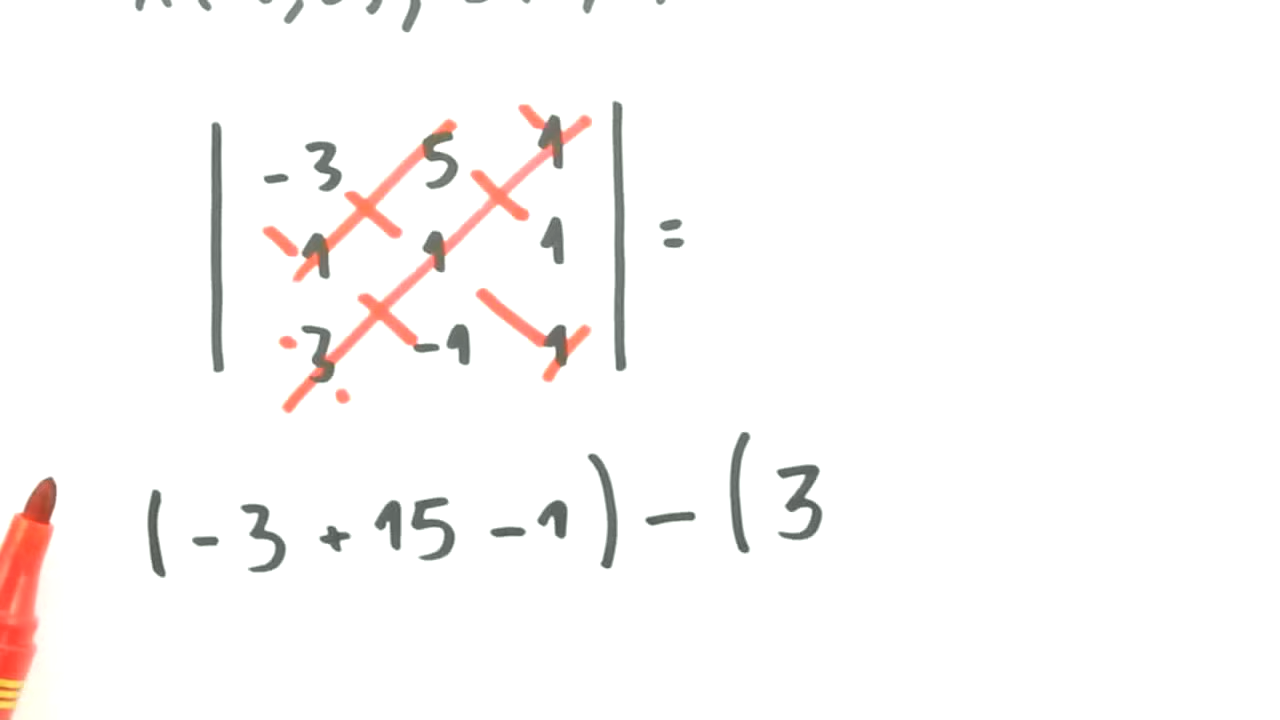 | -3 5 1 |
| 1 1 1 | =
| 3 -1 1 |
(-3 + 15 - 1) - (3